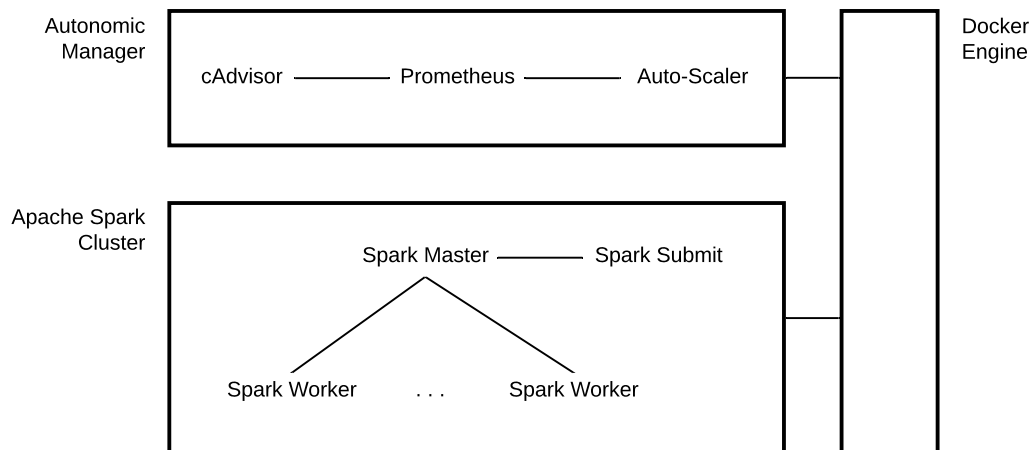 Autonomic
Manager
cAdvisor
Prometheus
Auto-Scaler
Docker
Engine
Apache Spark
Cluster
Spark Master
Spark Submit
Spark Worker
. . .
Spark Worker